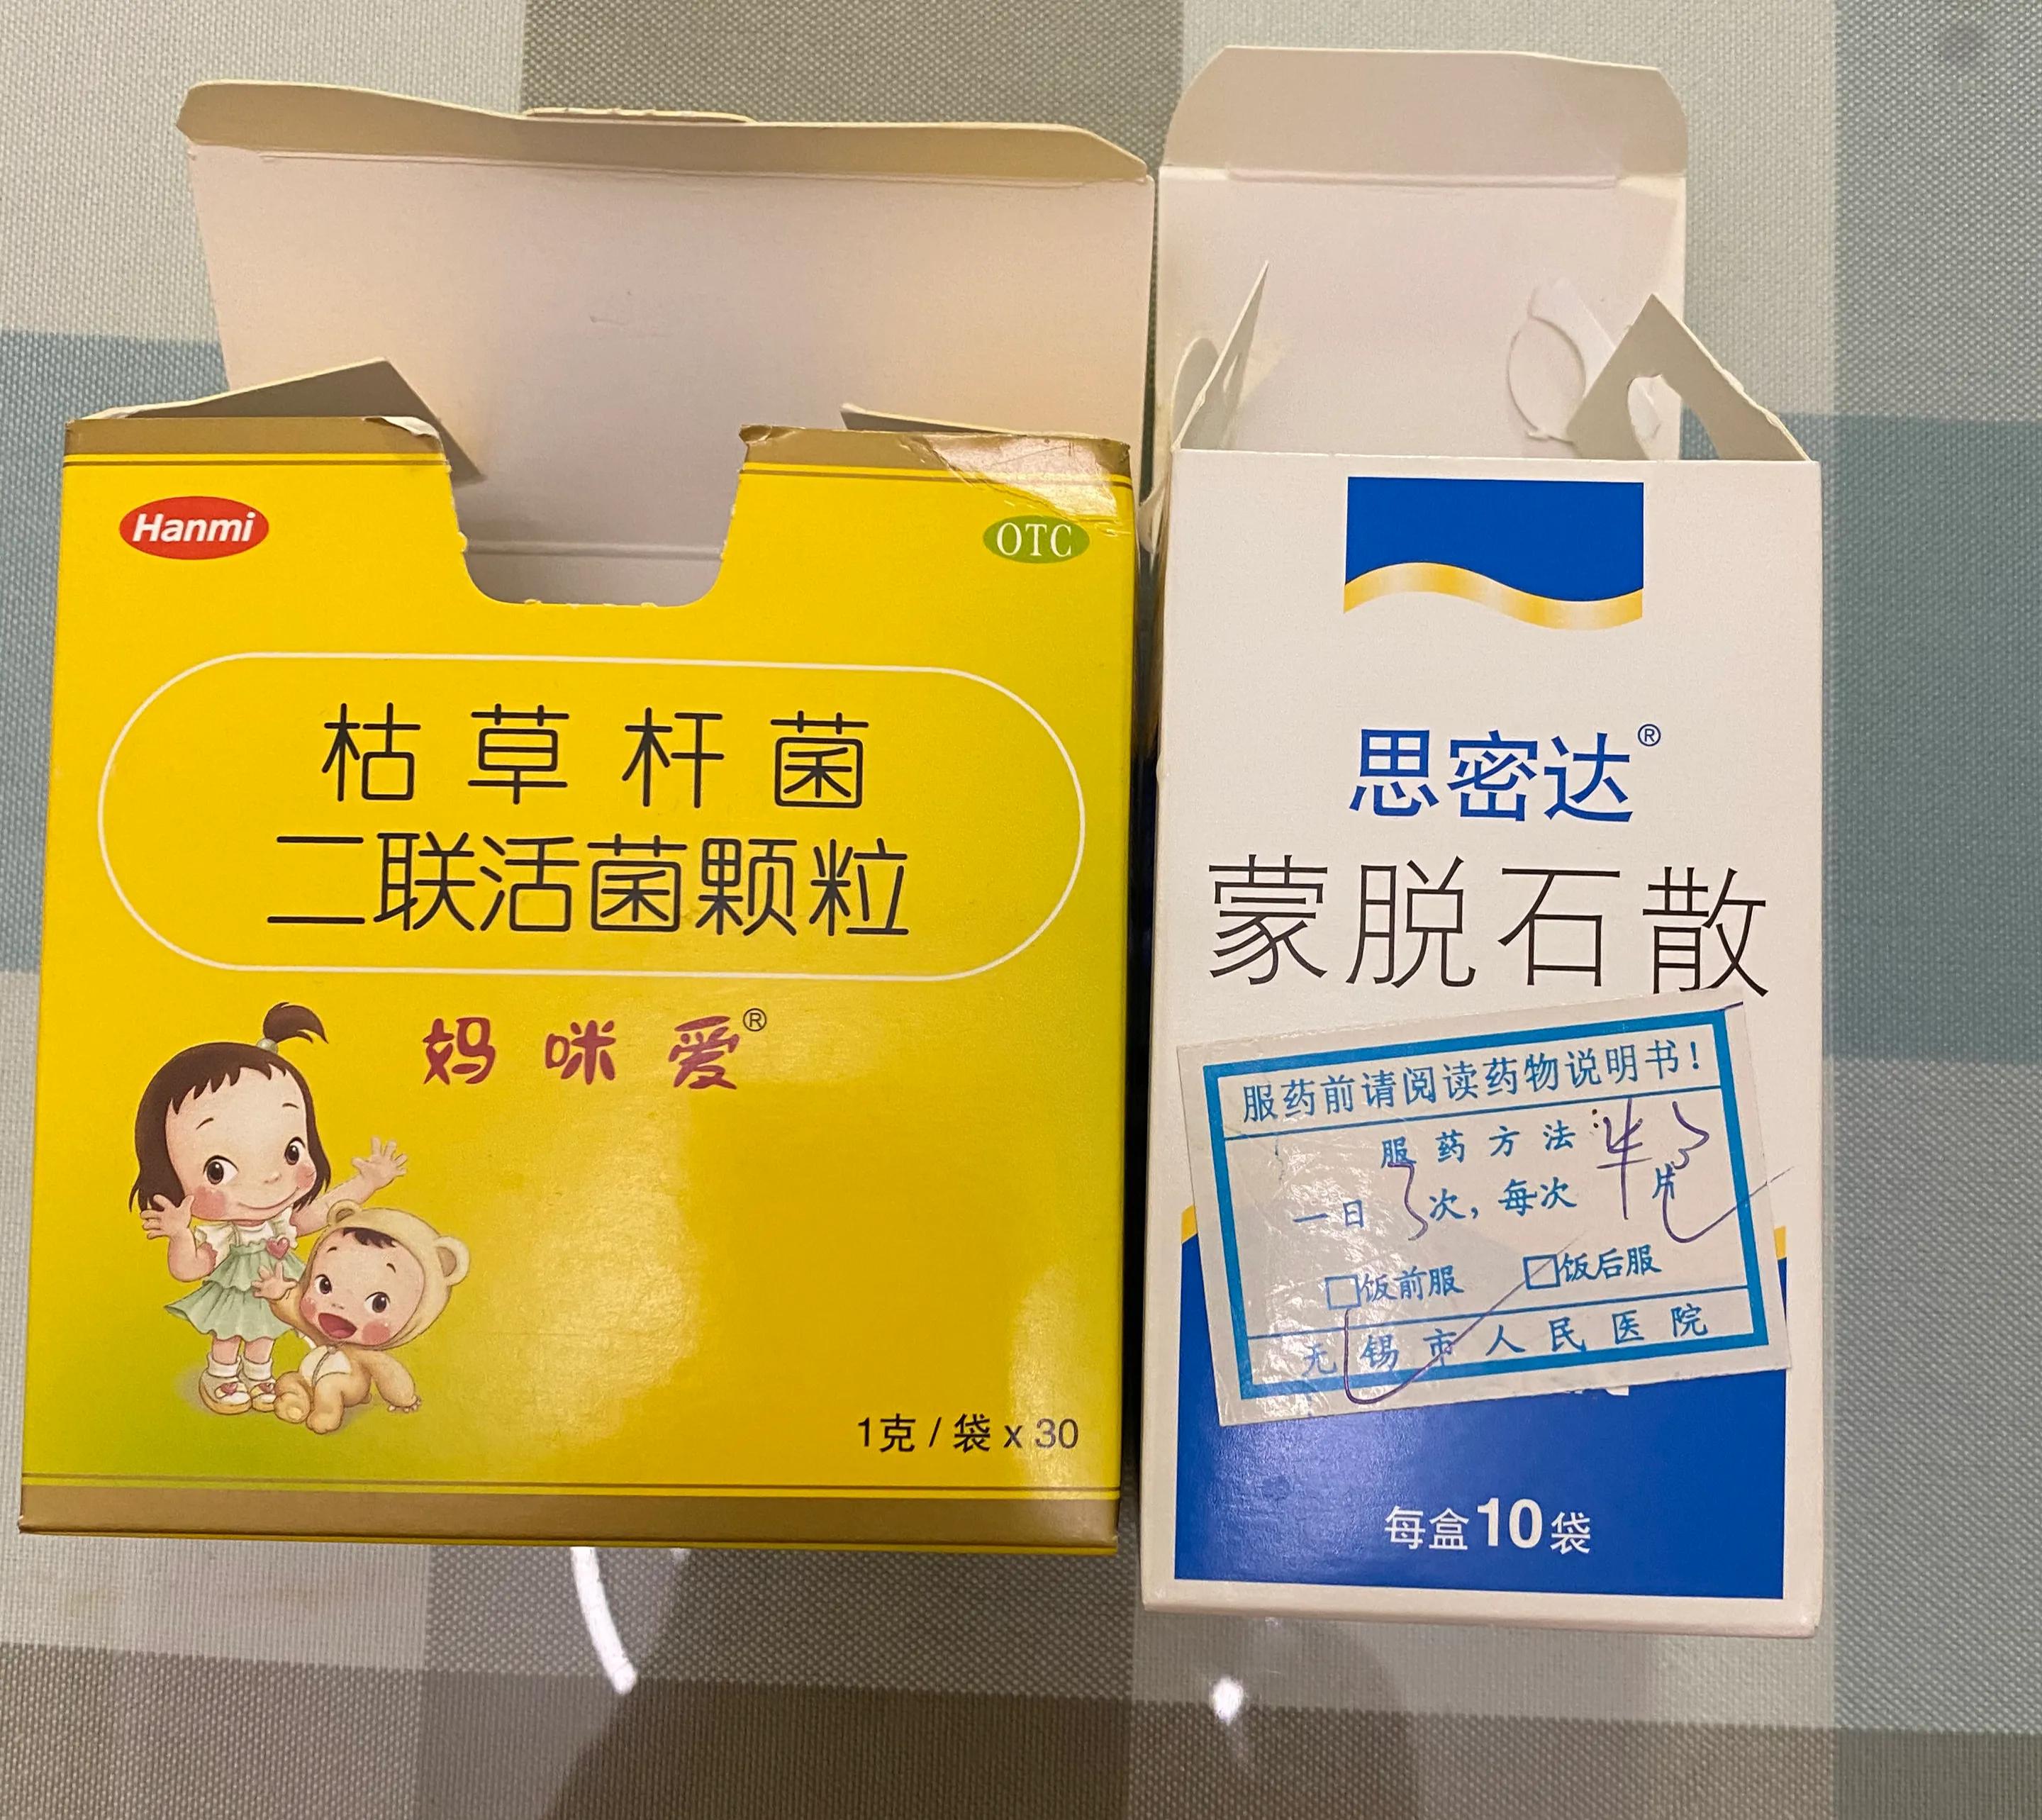 Hanmi
OTC
枯草杆菌
二联活菌颗粒
妈咪爱®
1克/袋x30
思密达®
蒙脱石散
服药前请阅读药物说明书！
服药方法
一日3次，每次半片
□饭前服 □饭后服
无锡市人民医院
每盒10袋